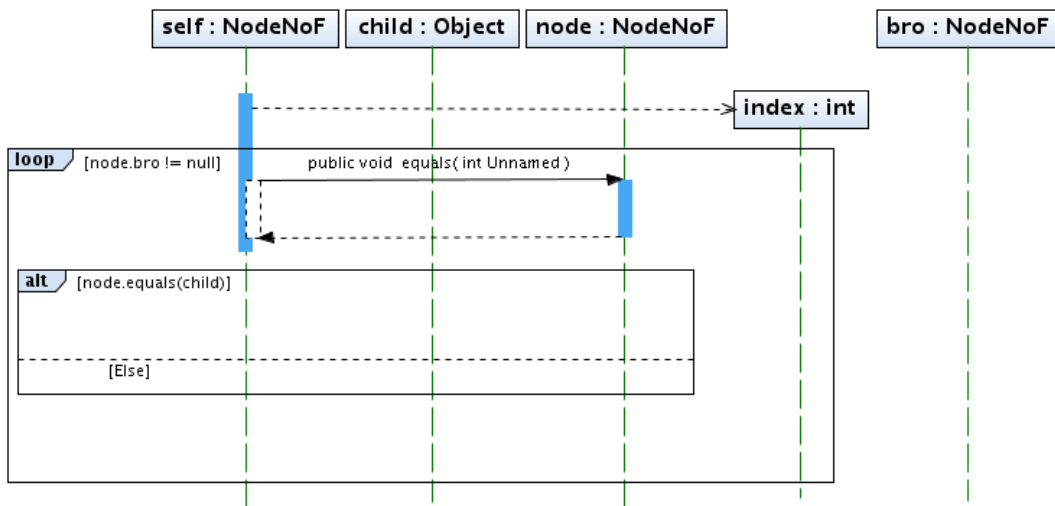 self : NodeNoF
child : Object
node : NodeNoF
bro : NodeNoF
index : int
loop
[node.bro != null]
public void equals( int Unnamed )
alt
[node.equals(child)]
[Else]